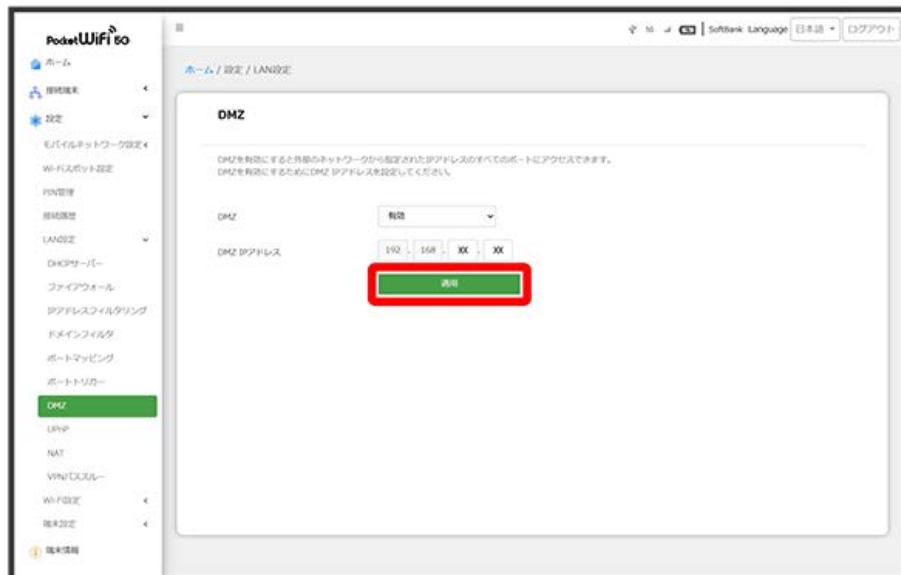 Pocket WiFi 5G
5G
SoftBank
Language
日本語
ログアウト
ホーム
接続端末
設定
モバイルネットワーク設定
Wi-Fiスポット設定
PIN管理
接続履歴
LAN設定
DHCPサーバー
ファイアウォール
IPアドレスフィルタリング
ドメインフィルタ
ポートマッピング
ポートトリガー
DMZ
UPnP
NAT
VPNパススルー
Wi-Fi設定
端末設定
端末情報
ホーム / 設定 / LAN設定
DMZ
DMZを有効にすると外部のネットワークから指定されたIPアドレスのすべてのポートにアクセスできます。
DMZを有効にするためにDMZ IPアドレスを設定してください。
DMZ 有効
DMZ IPアドレス 192 . 168 . XX . XX
適用